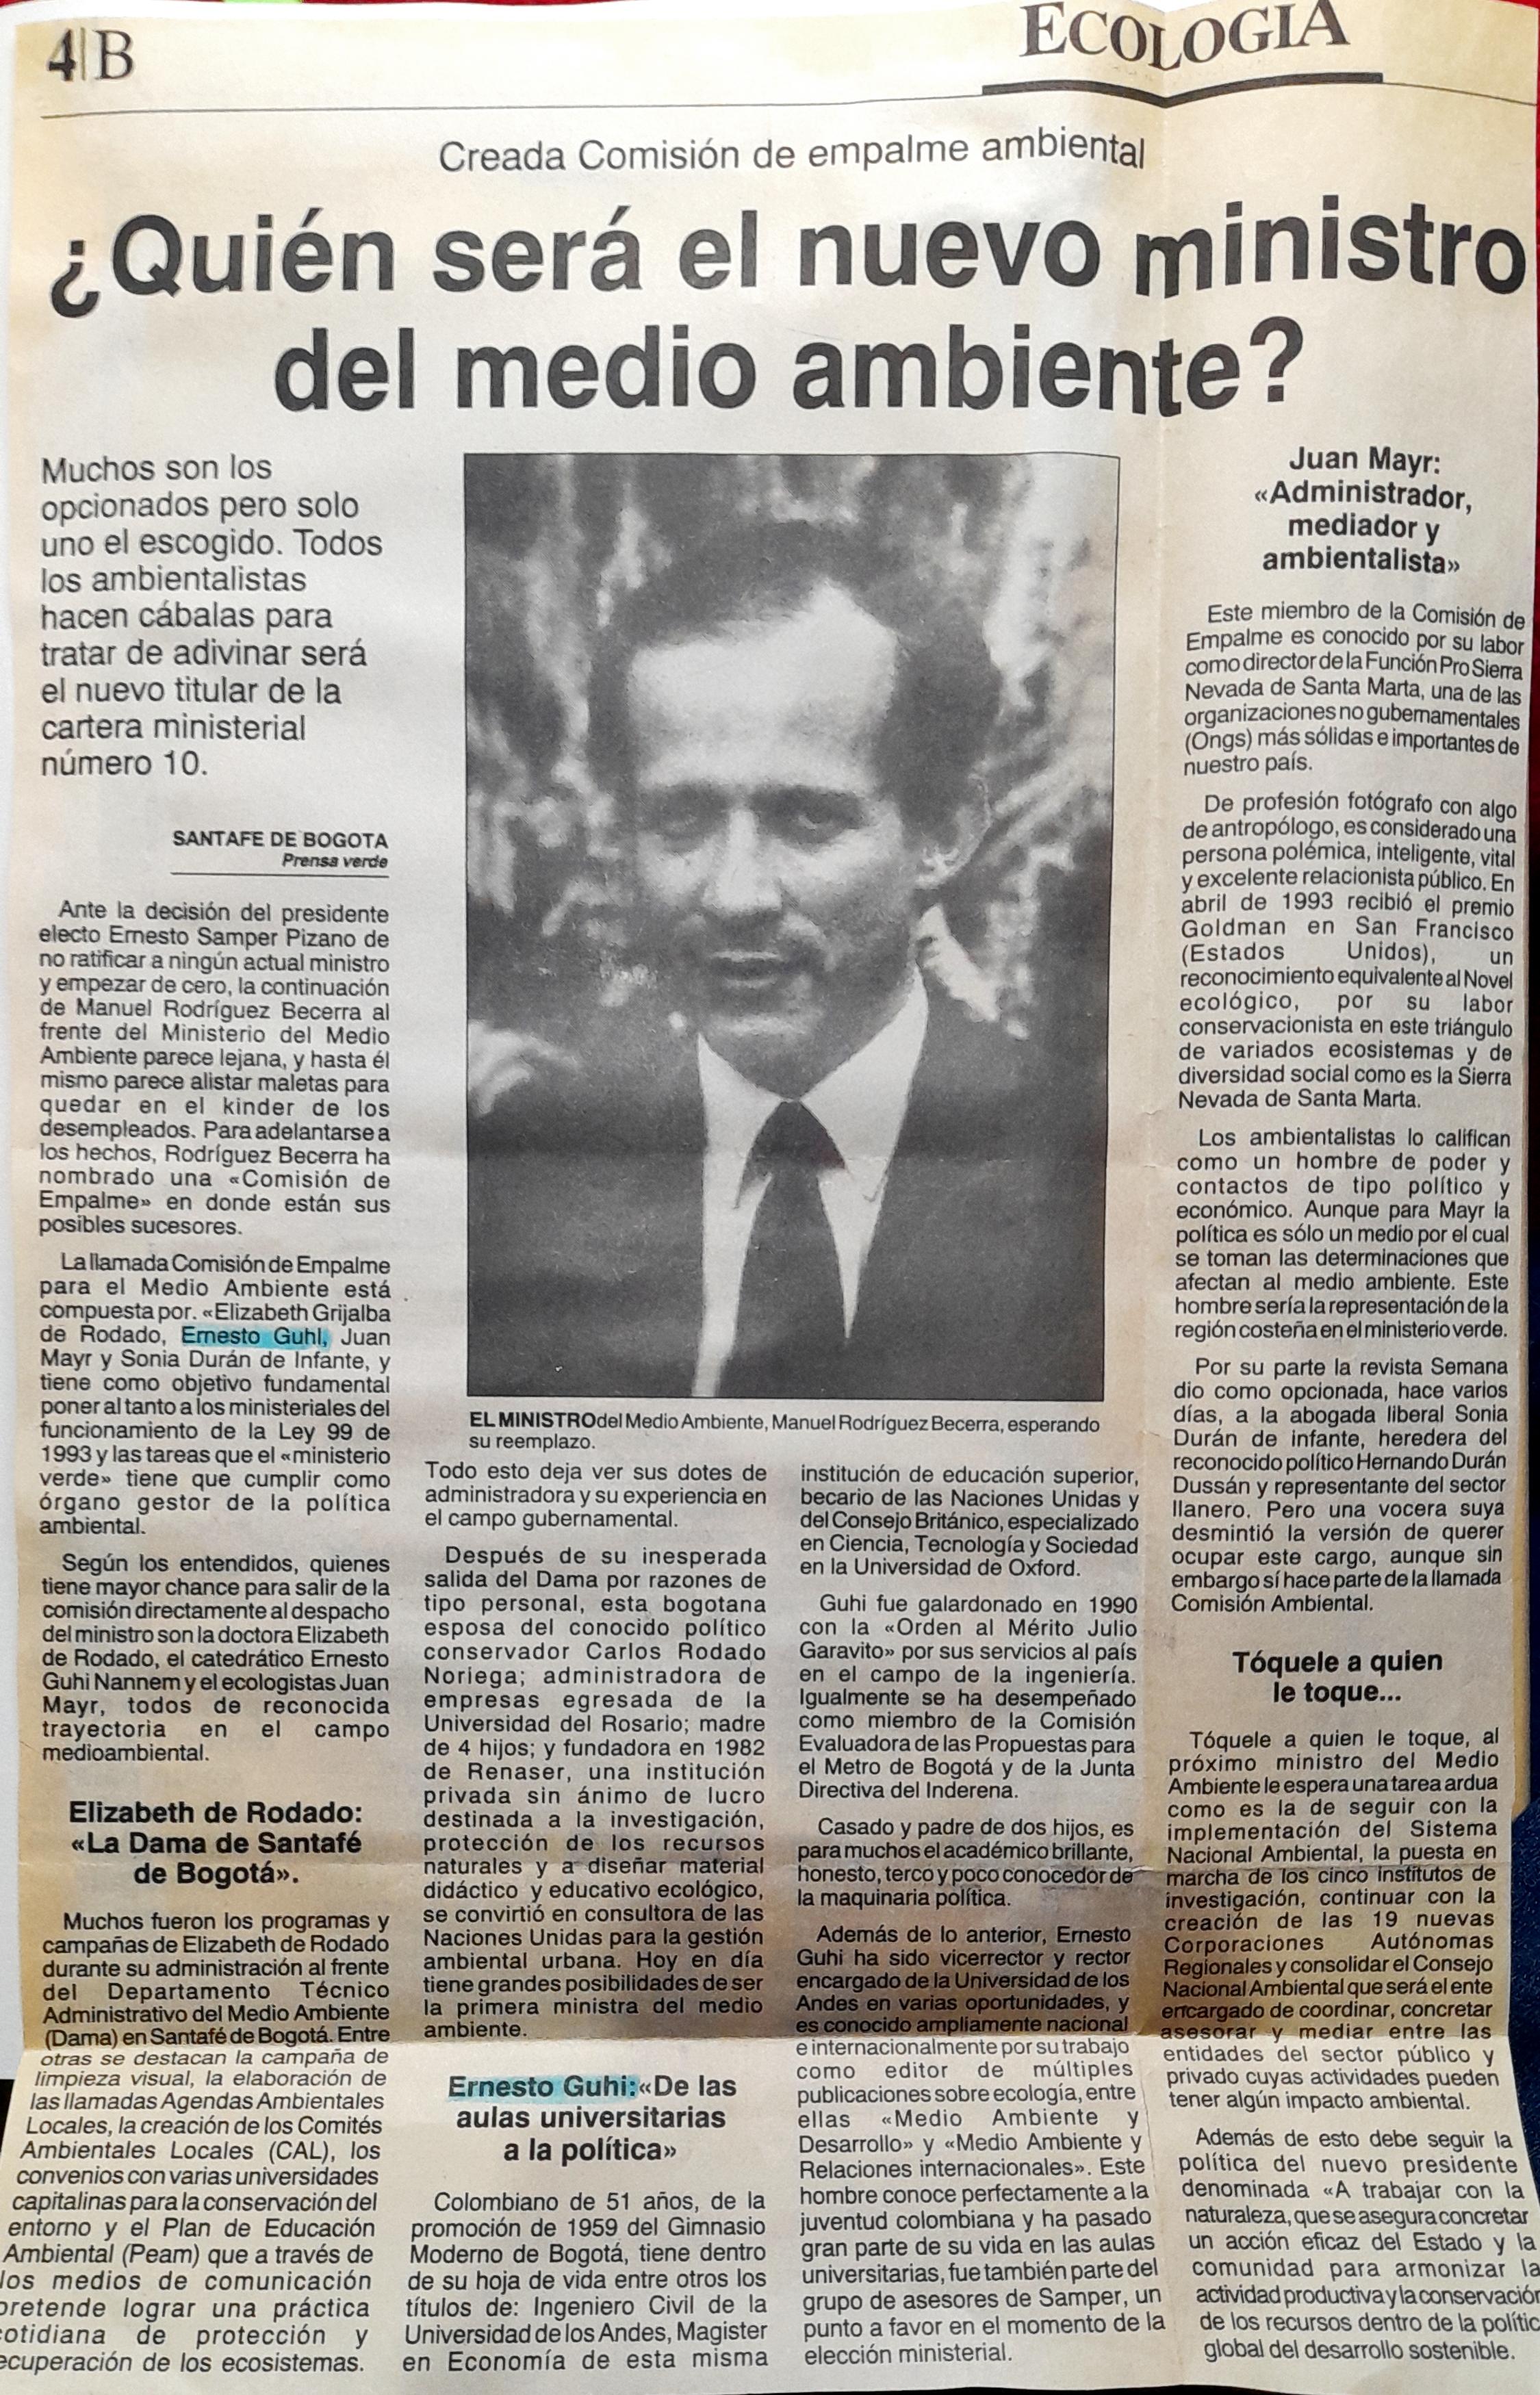 4|B
ECOLOGIA
Creada Comisión de empalme ambiental
¿Quién será el nuevo ministro
del medio ambiente?
Muchos son los
opcionados pero solo
uno el escogido. Todos
los ambientalistas
hacen cábalas para
tratar de adivinar será
el nuevo titular de la
cartera ministerial
número 10.
SANTAFE DE BOGOTA
Prensa verde
Ante la decisión del presidente
electo Ernesto Samper Pizano de
no ratificar a ningún actual ministro
y empezar de cero, la continuación
de Manuel Rodríguez Becerra al
frente del Ministerio del Medio
Ambiente parece lejana, y hasta él
mismo parece alistar maletas para
quedar en el kinder de los
desempleados. Para adelantarse a
los hechos, Rodríguez Becerra ha
nombrado una «Comisión de
Empalme» en donde están sus
posibles sucesores.
La llamada Comisión de Empalme
para el Medio Ambiente está
compuesta por. «Elizabeth Grijalba
de Rodado, Ernesto Guhl, Juan
Mayr y Sonia Durán de Infante, y
tiene como objetivo fundamental
poner al tanto a los ministeriales del
funcionamiento de la Ley 99 de
1993 y las tareas que el «ministerio
verde» tiene que cumplir como
órgano gestor de la política
ambiental.
Según los entendidos, quienes
tiene mayor chance para salir de la
comisión directamente al despacho
del ministro son la doctora Elizabeth
de Rodado, el catedrático Ernesto
Guhi Nannem y el ecologistas Juan
Mayr, todos de reconocida
trayectoria en el campo
medioambiental.
Elizabeth de Rodado:
«La Dama de Santafé
de Bogotá».
Muchos fueron los programas y
campañas de Elizabeth de Rodado
durante su administración al frente
del Departamento Técnico
Administrativo del Medio Ambiente
(Dama) en Santafé de Bogotá. Entre
otras se destacan la campaña de
limpieza visual, la elaboración de
las llamadas Agendas Ambientales
Locales, la creación de los Comités
Ambientales Locales (CAL), los
convenios con varias universidades
capitalinas para la conservación del
entorno y el Plan de Educación
Ambiental (Peam) que a través de
los medios de comunicación
pretende lograr una práctica
cotidiana de protección y
ecuperación de los ecosistemas.
EL MINISTRO del Medio Ambiente, Manuel Rodríguez Becerra, esperando
su reemplazo.
Todo esto deja ver sus dotes de
administradora y su experiencia en
el campo gubernamental.
Después de su inesperada
salida del Dama por razones de
tipo personal, esta bogotana
esposa del conocido político
conservador Carlos Rodado
Noriega; administradora de
empresas egresada de la
Universidad del Rosario; madre
de 4 hijos; y fundadora en 1982
de Renaser, una institución
privada sin ánimo de lucro
destinada a la investigación,
protección de los recursos
naturales y a diseñar material
didáctico y educativo ecológico,
se convirtió en consultora de las
Naciones Unidas para la gestión
ambiental urbana. Hoy en día
tiene grandes posibilidades de ser
la primera ministra del medio
ambiente.
Ernesto Guhi:«De las
aulas universitarias
a la política»
Colombiano de 51 años, de la
promoción de 1959 del Gimnasio
Moderno de Bogotá, tiene dentro
de su hoja de vida entre otros los
títulos de: Ingeniero Civil de la
Universidad de los Andes, Magister
en Economía de esta misma
institución de educación superior,
becario de las Naciones Unidas y
del Consejo Británico, especializado
en Ciencia, Tecnología y Sociedad
en la Universidad de Oxford.
Guhi fue galardonado en 1990
con la «Orden al Mérito Julio
Garavito» por sus servicios al país
en el campo de la ingeniería.
Igualmente se ha desempeñado
como miembro de la Comisión
Evaluadora de las Propuestas para
el Metro de Bogotá y de la Junta
Directiva del Inderena.
Casado y padre de dos hijos, es
para muchos el académico brillante,
honesto, terco y poco conocedor de
la maquinaria política.
Además de lo anterior, Ernesto
Guhi ha sido vicerrector y rector
encargado de la Universidad de los
Andes en varias oportunidades, y
es conocido ampliamente nacional
e internacionalmente por su trabajo
como editor de múltiples
publicaciones sobre ecología, entre
ellas «Medio Ambiente y
Desarrollo» y «Medio Ambiente y
Relaciones internacionales». Este
hombre conoce perfectamente a la
juventud colombiana y ha pasado
gran parte de su vida en las aulas
universitarias, fue también parte del
grupo de asesores de Samper, un
punto a favor en el momento de la
elección ministerial.
Juan Mayr:
«Administrador,
mediador y
ambientalista»
Este miembro de la Comisión de
Empalme es conocido por su labor
como director de la Función Pro Sierra
Nevada de Santa Marta, una de las
organizaciones no gubernamentales
(Ongs) más sólidas e importantes de
nuestro país.
De profesión fotógrafo con algo
de antropólogo, es considerado una
persona polémica, inteligente, vital
y excelente relacionista público. En
abril de 1993 recibió el premio
Goldman en San Francisco
(Estados Unidos), un
reconocimiento equivalente al Novel
ecológico, por su labor
conservacionista en este triángulo
de variados ecosistemas y de
diversidad social como es la Sierra
Nevada de Santa Marta.
Los ambientalistas lo califican
como un hombre de poder y
contactos de tipo político y
económico. Aunque para Mayr la
política es sólo un medio por el cual
se toman las determinaciones que
afectan al medio ambiente. Este
hombre sería la representación de la
región costeña en el ministerio verde.
Por su parte la revista Semana
dio como opcionada, hace varios
días, a la abogada liberal Sonia
Durán de infante, heredera del
reconocido político Hernando Durán
Dussán y representante del sector
llanero. Pero una vocera suya
desmintió la versión de querer
ocupar este cargo, aunque sin
embargo sí hace parte de la llamada
Comisión Ambiental.
Tóquele a quien
le toque...
Tóquele a quien le toque, al
próximo ministro del Medio
Ambiente le espera una tarea ardua
como es la de seguir con la
implementación del Sistema
Nacional Ambiental, la puesta en
marcha de los cinco institutos de
investigación, continuar con la
creación de las 19 nuevas
Corporaciones Autónomas
Regionales y consolidar el Consejo
Nacional Ambiental que será el ente
encargado de coordinar, concretar
asesorar y mediar entre las
entidades del sector público y
privado cuyas actividades pueden
tener algún impacto ambiental.
Además de esto debe seguir la
política del nuevo presidente
denominada «A trabajar con la
naturaleza, que se asegura concretar
un acción eficaz del Estado y la
comunidad para armonizar la
actividad productiva y la conservación
de los recursos dentro de la polític
global del desarrollo sostenible.